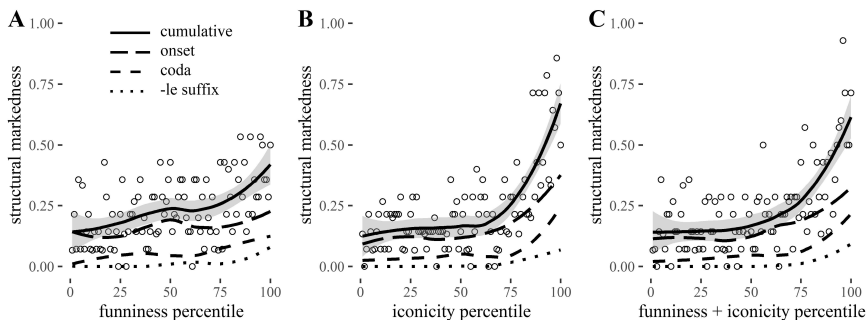 A
B
C
cumulative
onset
coda
-le suffix
structural markedness
1.00
0.75
0.50
0.25
0.00
0 25 50 75 100
funniness percentile
structural markedness
1.00
0.75
0.50
0.25
0.00
0 25 50 75 100
iconicity percentile
structural markedness
1.00
0.75
0.50
0.25
0.00
0 25 50 75 100
funniness + iconicity percentile